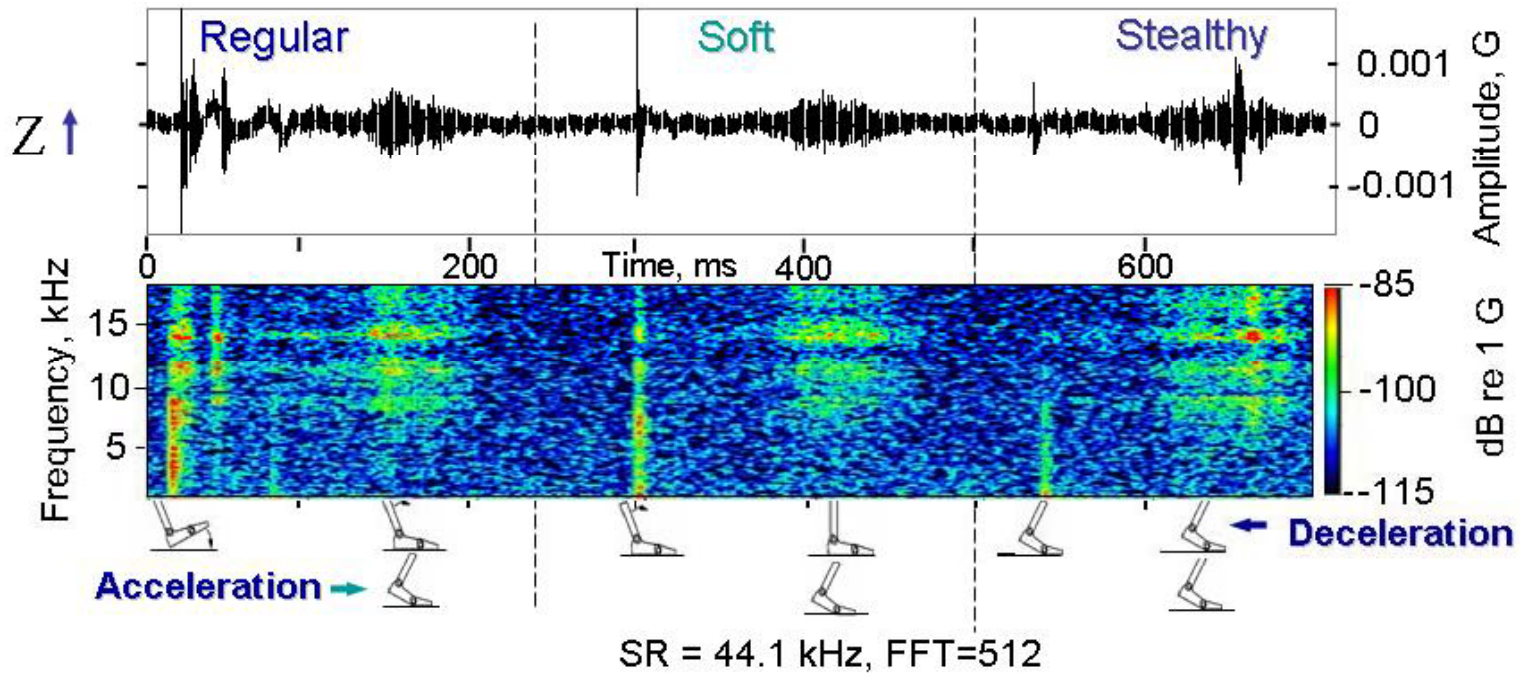 Regular Soft Stealthy
Z
0.001
0
-0.001
Amplitude, G
0 200 Time, ms 400 600
Frequency, kHz
15
10
5
-85
-100
-115
dB re 1 G
Deceleration
Acceleration
SR = 44.1 kHz, FFT=512